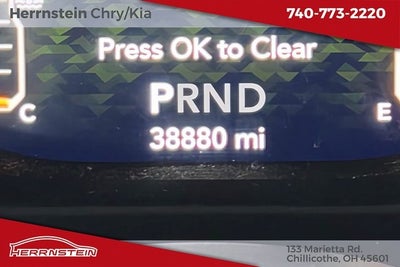 Herrnstein Chry/Kia
740-773-2220
Press OK to Clear
PRND
C
E
38880 mi
HERRNSTEIN
133 Marietta Rd.
Chillicothe, OH 45601